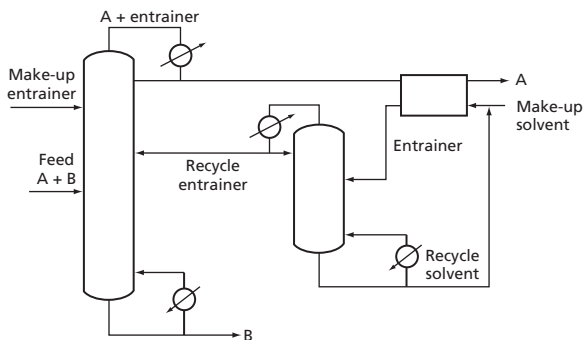 A + entrainer
Make-up
entrainer
A
Make-up
solvent
Feed
A + B
Entrainer
Recycle
entrainer
Recycle
solvent
B